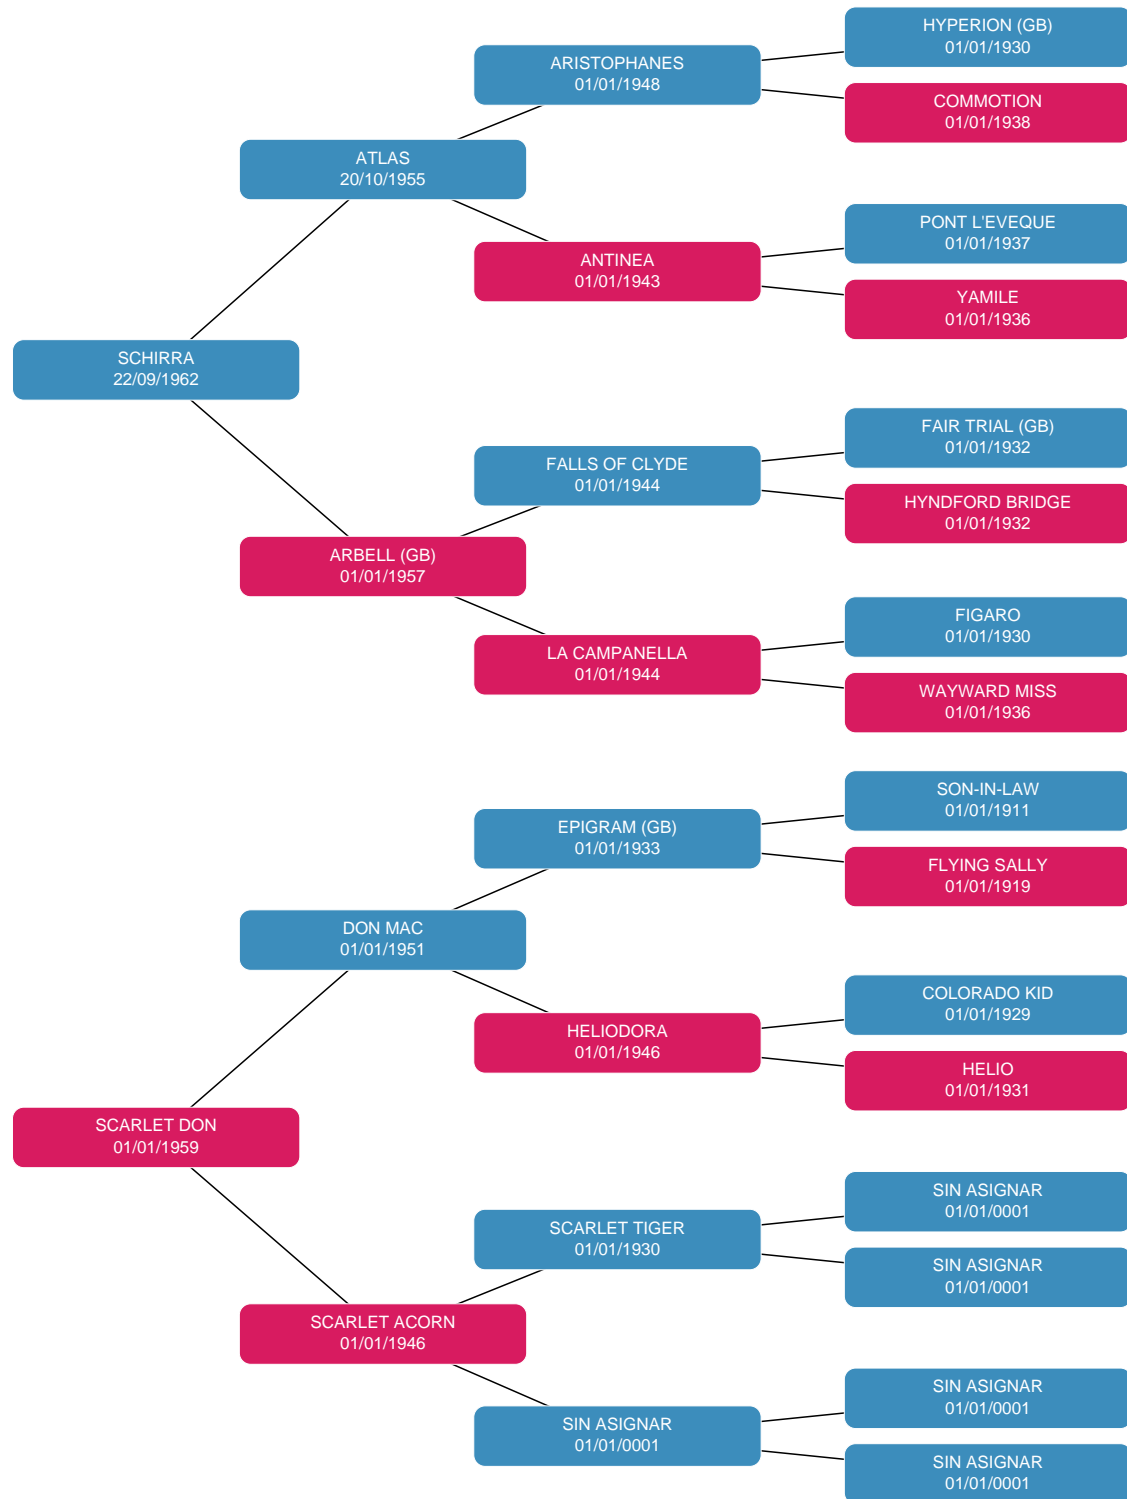 HYPERION (GB)
01/01/1930
ARISTOPHANES
01/01/1948
COMMOTION
01/01/1938
ATLAS
20/10/1955
PONT L'EVEQUE
01/01/1937
ANTINEA
01/01/1943
YAMILE
01/01/1936
SCHIRRA
22/09/1962
FAIR TRIAL (GB)
01/01/1932
FALLS OF CLYDE
01/01/1944
HYNDFORD BRIDGE
01/01/1932
ARBELL (GB)
01/01/1957
FIGARO
01/01/1930
LA CAMPANELLA
01/01/1944
WAYWARD MISS
01/01/1936
SON-IN-LAW
01/01/1911
EPIGRAM (GB)
01/01/1933
FLYING SALLY
01/01/1919
DON MAC
01/01/1951
COLORADO KID
01/01/1929
HELIODORA
01/01/1946
HELIO
01/01/1931
SCARLET DON
01/01/1959
SIN ASIGNAR
01/01/0001
SCARLET TIGER
01/01/1930
SIN ASIGNAR
01/01/0001
SCARLET ACORN
01/01/1946
SIN ASIGNAR
01/01/0001
SIN ASIGNAR
01/01/0001
SIN ASIGNAR
01/01/0001